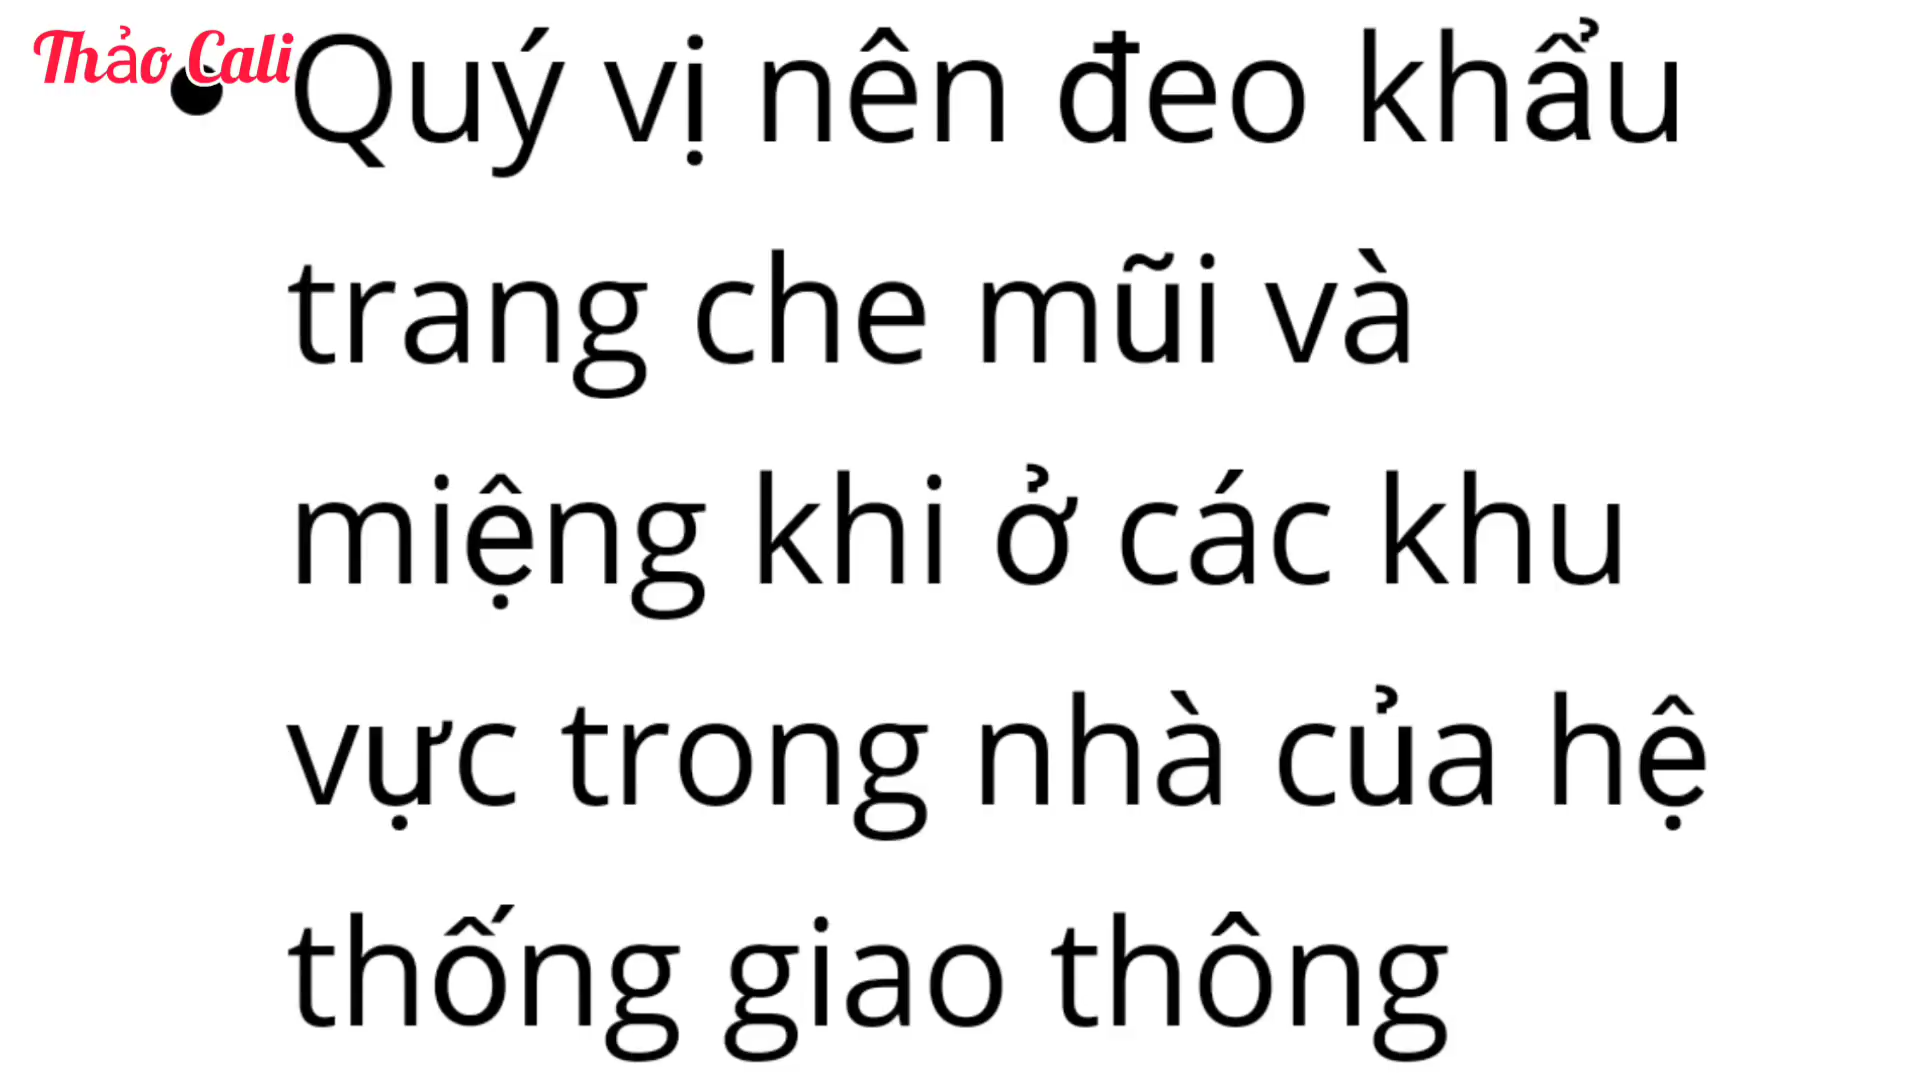 Thảo Cali
• Quý vị nên đeo khẩu
trang che mũi và
miệng khi ở các khu
vực trong nhà của hệ
thống giao thông